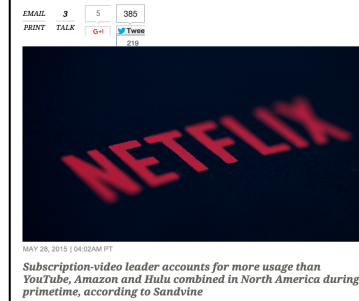 EMAIL 3 5 385
PRINT TALK G+1 Twee
219
NETFLIX
MAY 28, 2015 | 04:02AM PT
Subscription-video leader accounts for more usage than
YouTube, Amazon and Hulu combined in North America during
primetime, according to Sandvine